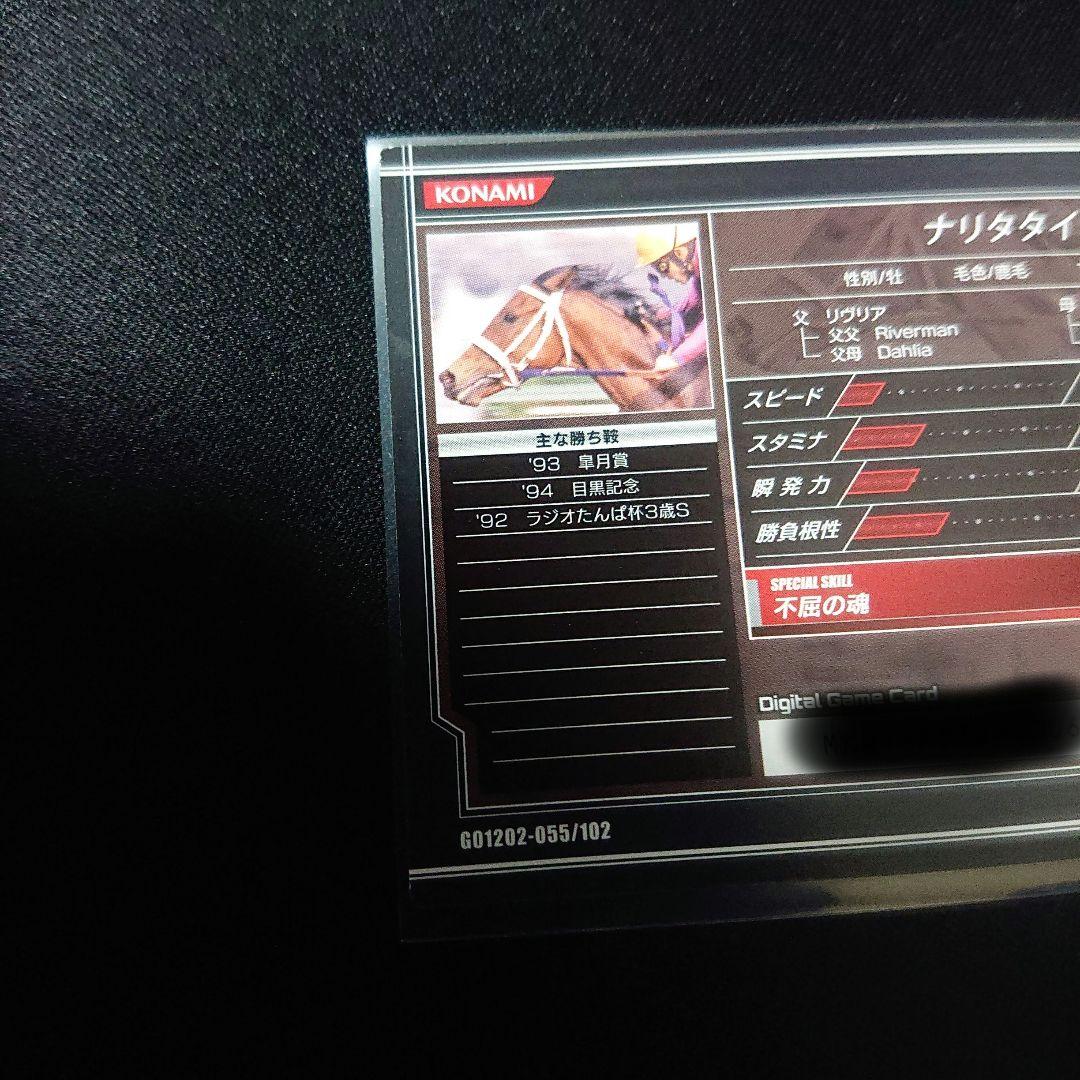 KONAMI
ナリタタイ
性別/牡 毛色/鹿毛
父 リヴリア 母
父父 Riverman
父母 Dahlia
スピード
スタミナ
瞬発力
勝負根性
主な勝ち鞍
'93 皐月賞
'94 目黒記念
'92 ラジオたんぱ杯3歳S
SPECIAL SKILL
不屈の魂
Digital Game Card
G01202-055/102